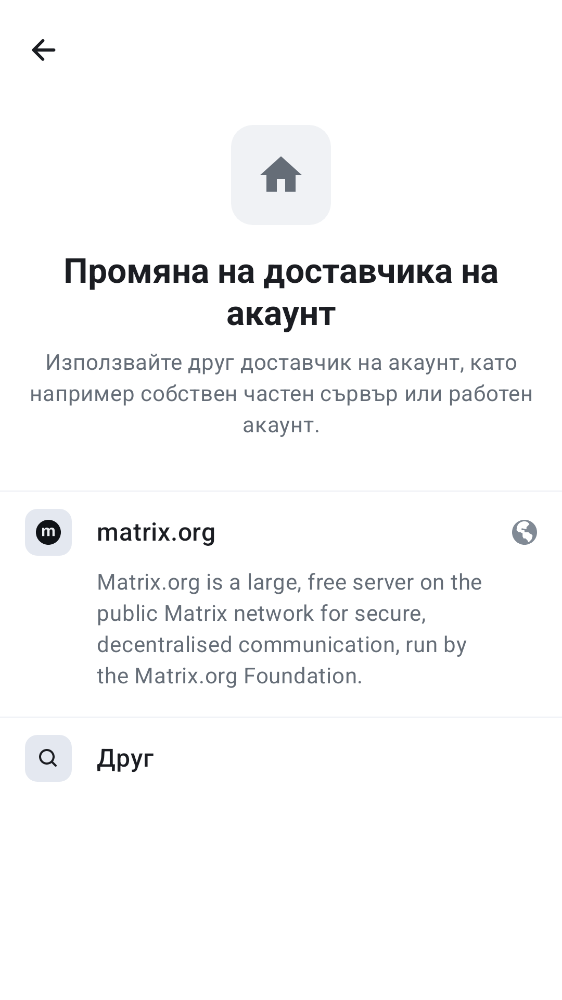 Промяна на доставчика на
акаунт
Използвайте друг доставчик на акаунт, като
например собствен частен сървър или работен
акаунт.
m matrix.org
Matrix.org is a large, free server on the
public Matrix network for secure,
decentralised communication, run by
the Matrix.org Foundation.
Друг